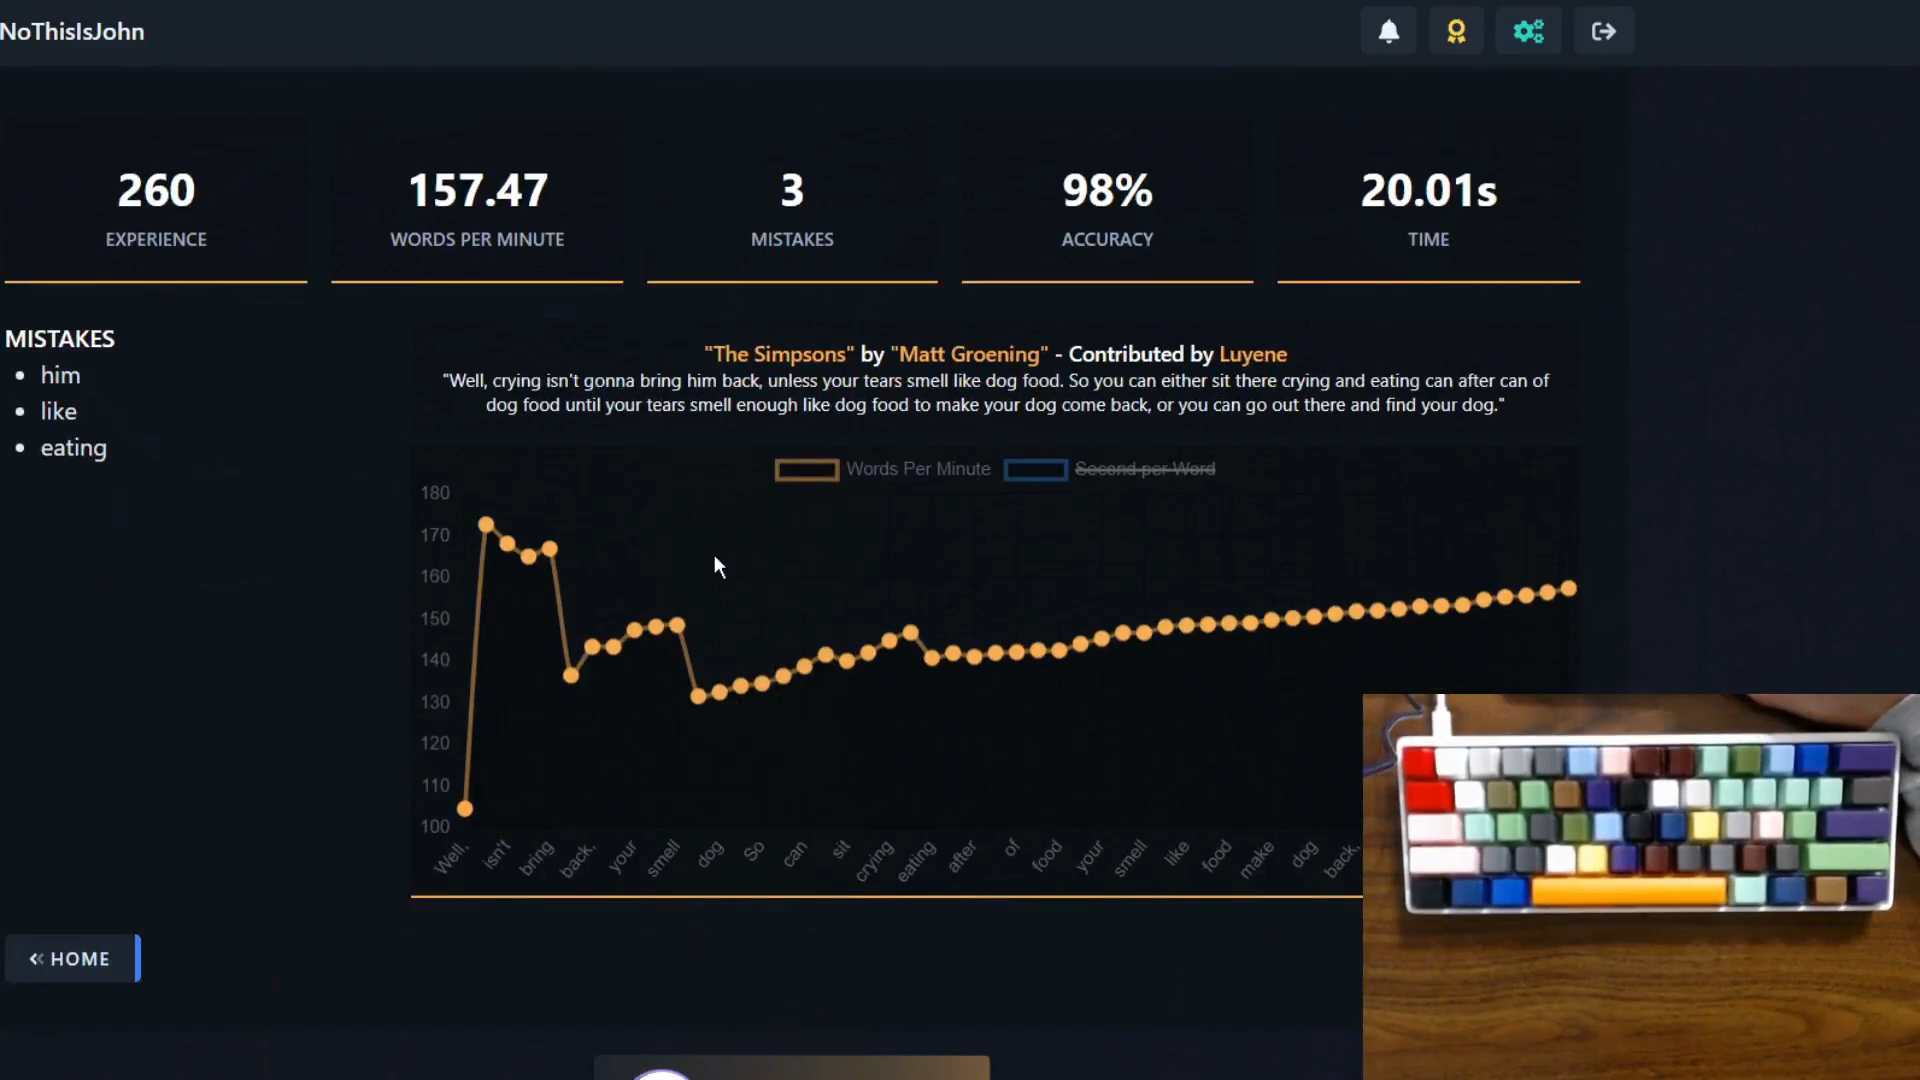 NoThisIsJohn
260
EXPERIENCE
157.47
WORDS PER MINUTE
3
MISTAKES
98%
ACCURACY
20.01s
TIME
MISTAKES
him
like
eating
"The Simpsons" by "Matt Groening" - Contributed by Luyene
"Well, crying isn't gonna bring him back, unless your tears smell like dog food. So you can either sit there crying and eating can after can of
dog food until your tears smell enough like dog food to make your dog come back, or you can go out there and find your dog."
Words Per Minute
Second per Word
180
170
160
150
140
130
120
110
100
Well,
isn't
bring
back,
your
smell
dog
So
can
sit
crying
eating
after
of
food
your
smell
like
food
make
dog
back,
« HOME